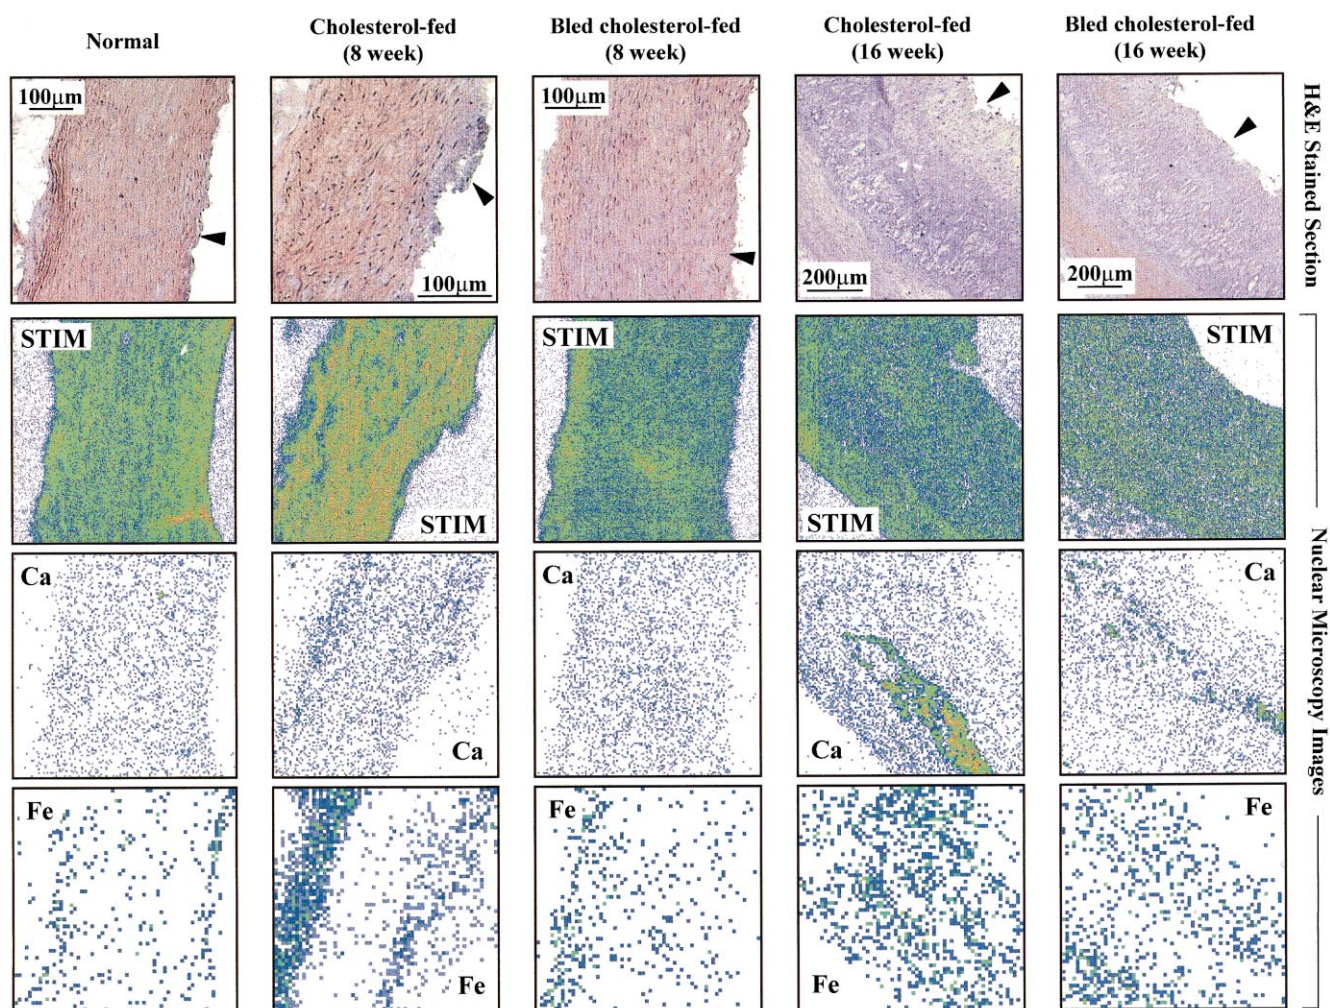 Normal
Cholesterol-fed
(8 week)
Bled cholesterol-fed
(8 week)
Cholesterol-fed
(16 week)
Bled cholesterol-fed
(16 week)
100μm
100μm
100μm
200μm
200μm
H&E Stained Section
STIM
STIM
STIM
STIM
STIM
Ca
Ca
Ca
Ca
Ca
Fe
Fe
Fe
Fe
Fe
Nuclear Microscopy Images